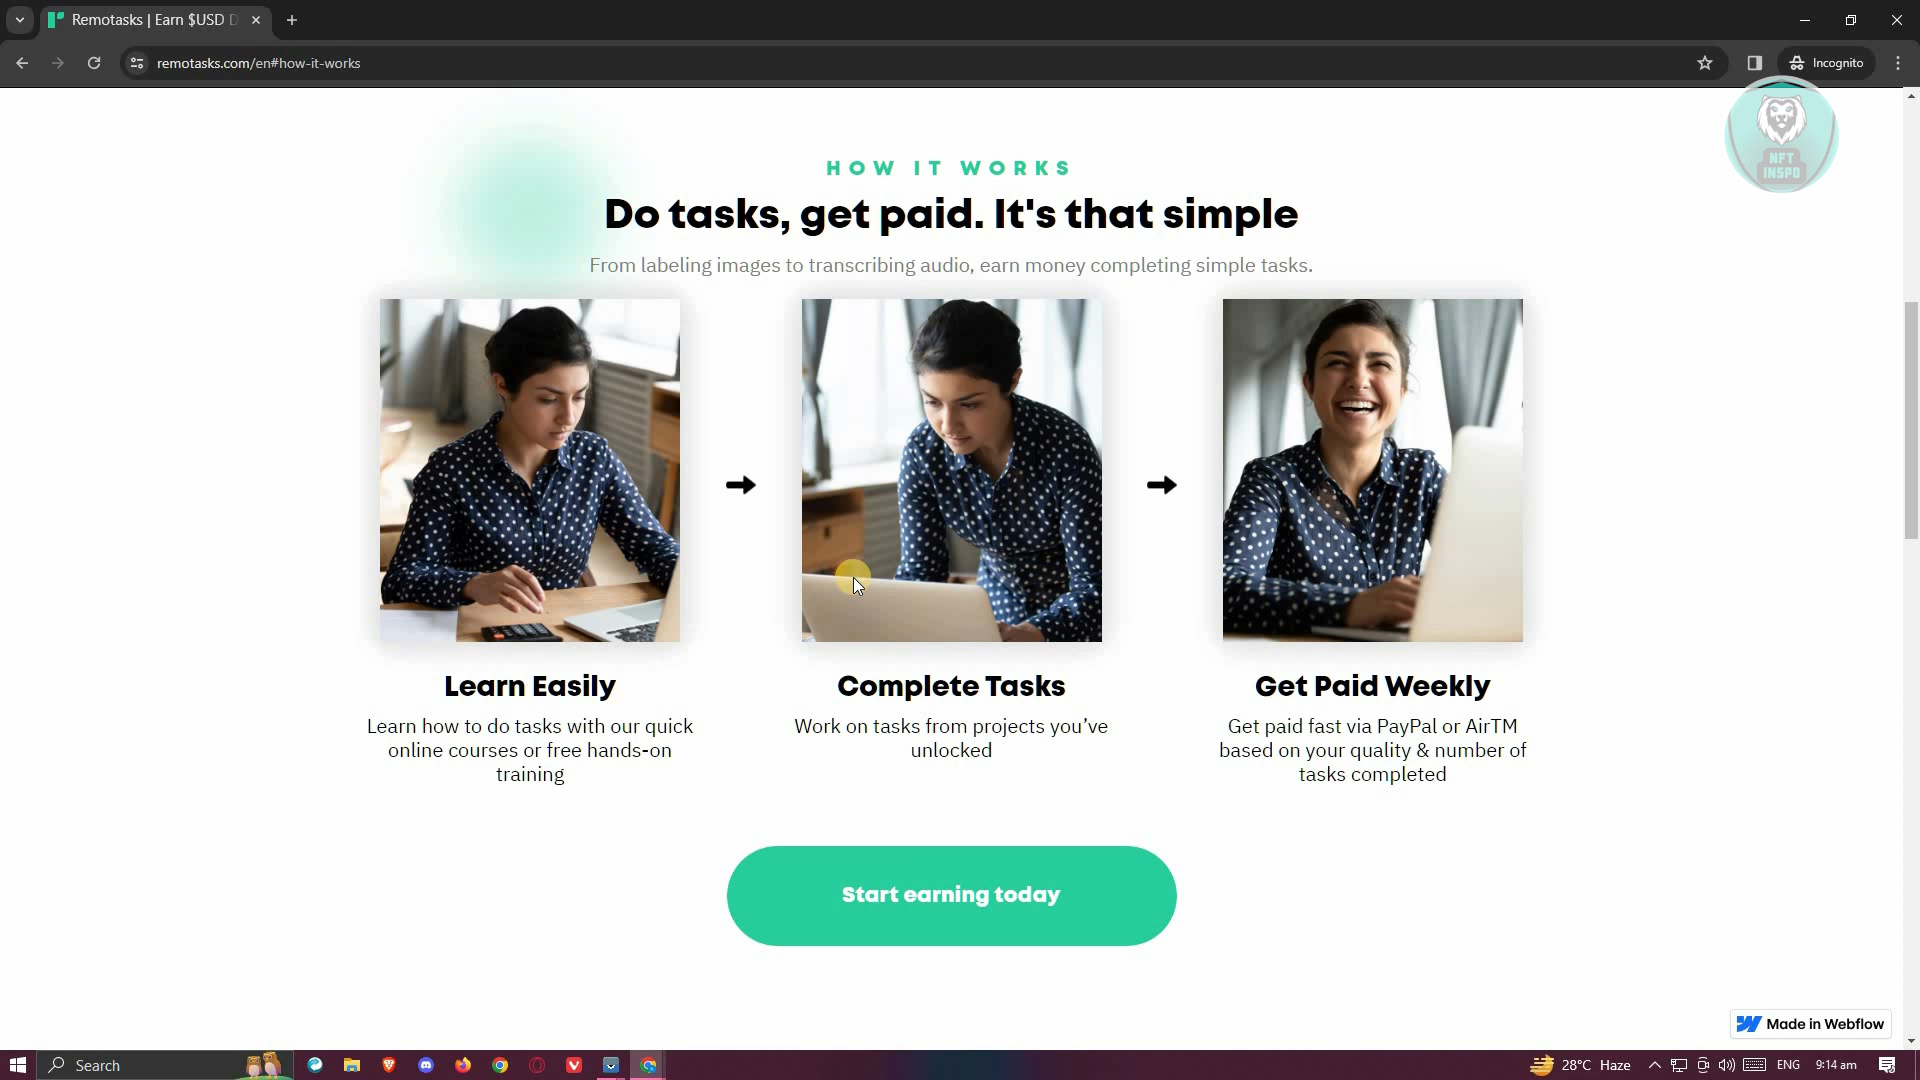 Remotasks | Earn $USD D
remotasks.com/en#how-it-works
Incognito
NFT
INSPO
HOW IT WORKS
Do tasks, get paid. It's that simple
From labeling images to transcribing audio, earn money completing simple tasks.
Learn Easily
Learn how to do tasks with our quick
online courses or free hands-on
training
Complete Tasks
Work on tasks from projects you’ve
unlocked
Get Paid Weekly
Get paid fast via PayPal or AirTM
based on your quality & number of
tasks completed
Start earning today
Made in Webflow
Search
28°C Haze
ENG
9:14 am